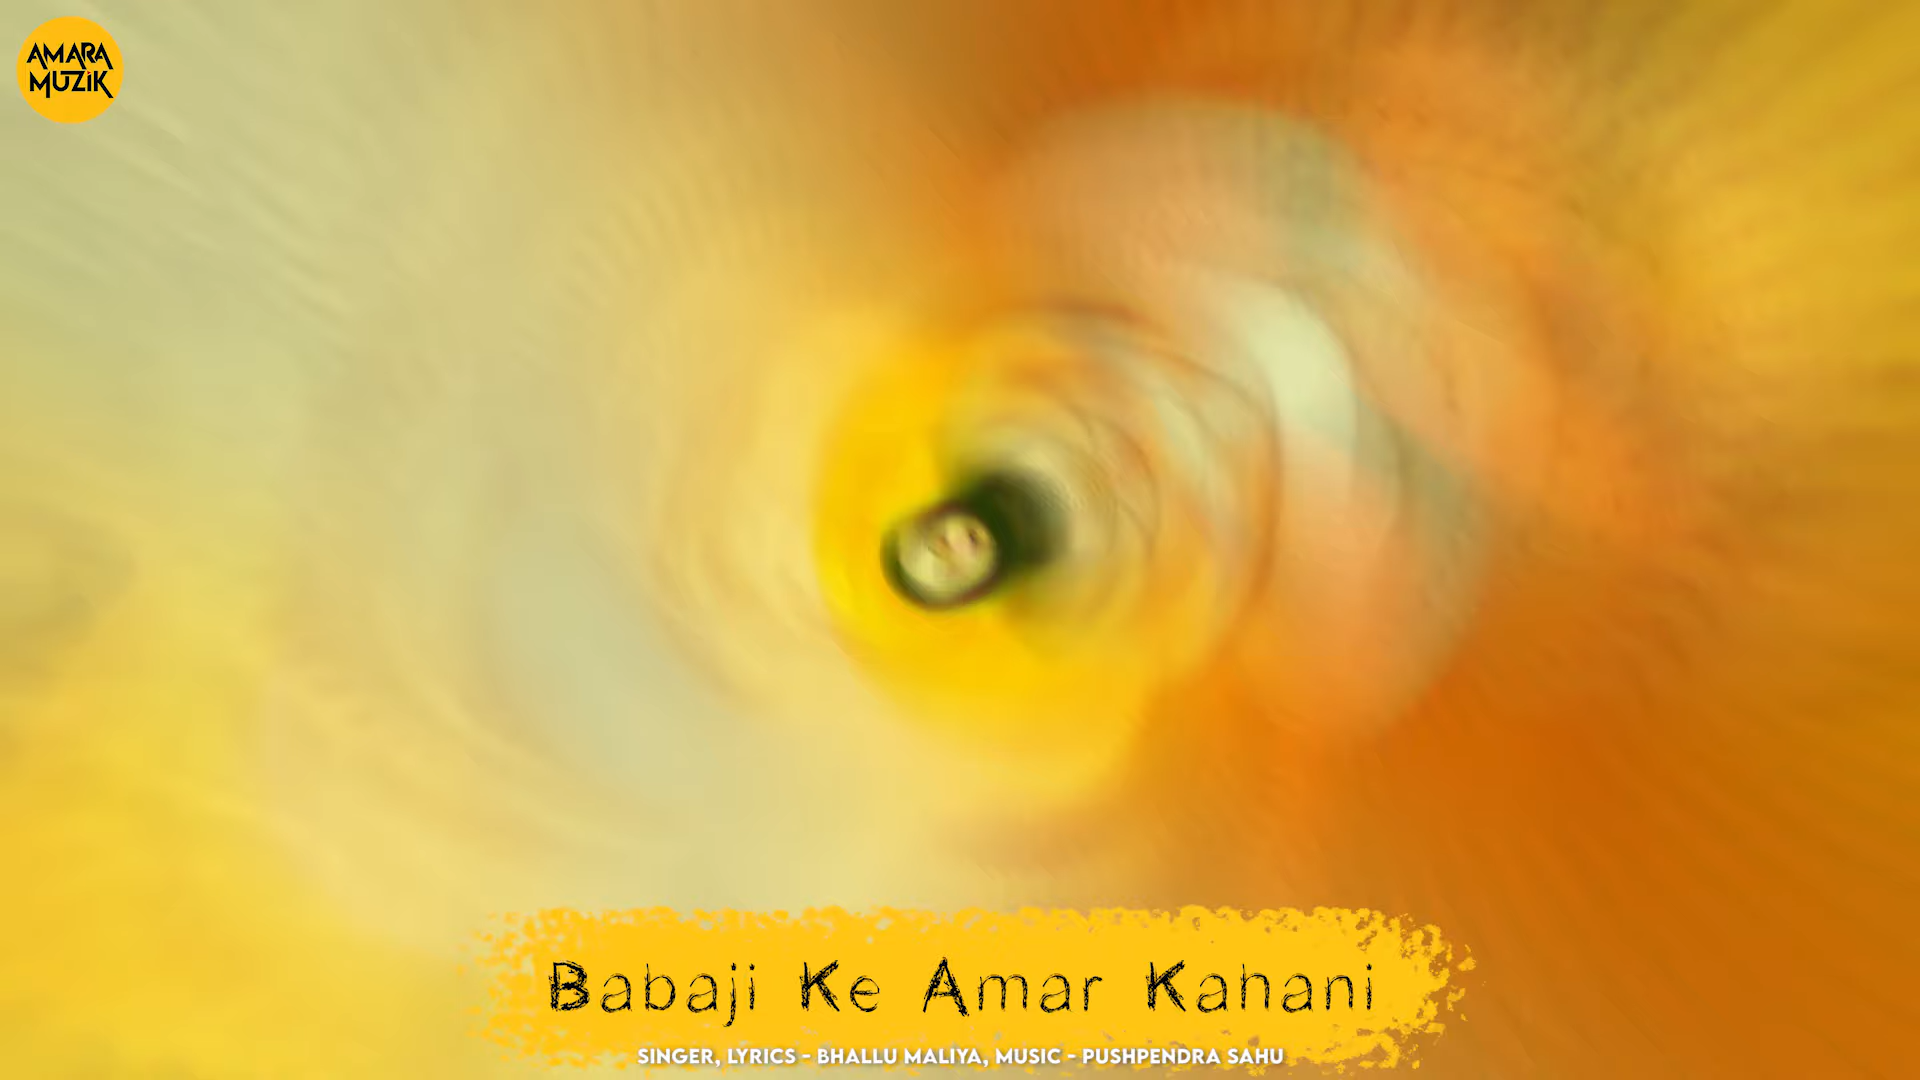 AMARA
MUZIK
Babaji Ke Amar Kahani
SINGER, LYRICS - BHALLU MALIYA, MUSIC - PUSHPENDRA SAHU